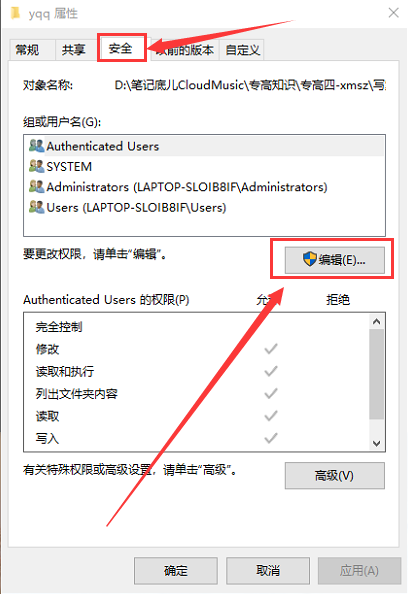 yqq 属性
常规 共享 安全 以前的版本 自定义
对象名称: D:\笔记底儿CloudMusic\专高知识\专高四-xmsz\写
组或用户名(G):
Authenticated Users
SYSTEM
Administrators (LAPTOP-SLOIB8IF\Administrators)
Users (LAPTOP-SLOIB8IF\Users)
要更改权限，请单击"编辑"。
编辑(E)...
Authenticated Users 的权限(P) 允 拒绝
完全控制
修改
读取和执行
列出文件夹内容
读取
写入
有关特殊权限或高级设置，请单击"高级"。
高级(V)
确定 取消 应用(A)